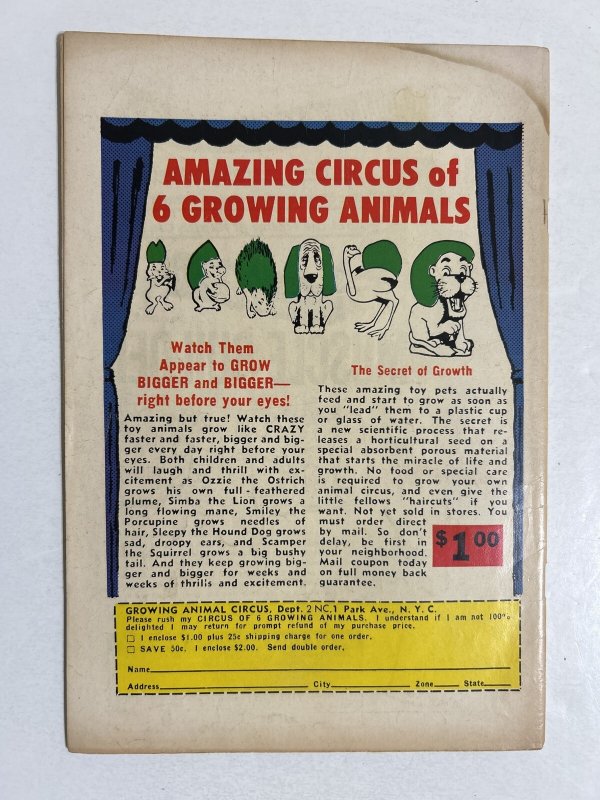 AMAZING CIRCUS of
6 GROWING ANIMALS
Watch Them
Appear to GROW
BIGGER and BIGGER—
right before your eyes!
Amazing but true! Watch these
toy animals grow like CRAZY
faster and faster, bigger and big-
ger every day right before your
eyes. Both children and adults
will laugh and thrill with ex-
citement as Ozzie the Ostrich
grows his own full-feathered
plume, Simba the Lion grows a
long flowing mane, Smiley the
Porcupine grows needles of
hair, Sleepy the Hound Dog grows
sad, droopy ears, and Scamper
the Squirrel grows a big bushy
tail. And they keep growing big-
ger and bigger for weeks and
weeks of thrills and excitement.
The Secret of Growth
These amazing toy pets actually
feed and start to grow as soon as
you "lead" them to a plastic cup
or glass of water. The secret is
a new scientific process that re-
leases a horticultural seed on a
special absorbent porous material
that starts the miracle of life and
growth. No food or special care
is required to grow your own
animal circus, and even give the
little fellows "haircuts" if you
want. Not yet sold in stores. You
must order direct
by mail. So don't
delay, be first in
your neighborhood.
Mail coupon today
on full money back
guarantee.
$1.00
GROWING ANIMAL CIRCUS, Dept. 2 NC, 1 Park Ave., N. Y. C.
Please rush my CIRCUS OF 6 GROWING ANIMALS. I understand if I am not 100%
delighted I may return for prompt refund of my purchase price.
☐ I enclose $1.00 plus 25c shipping charge for one order.
☐ SAVE 50c. I enclose $2.00. Send double order.
Name
Address City Zone State